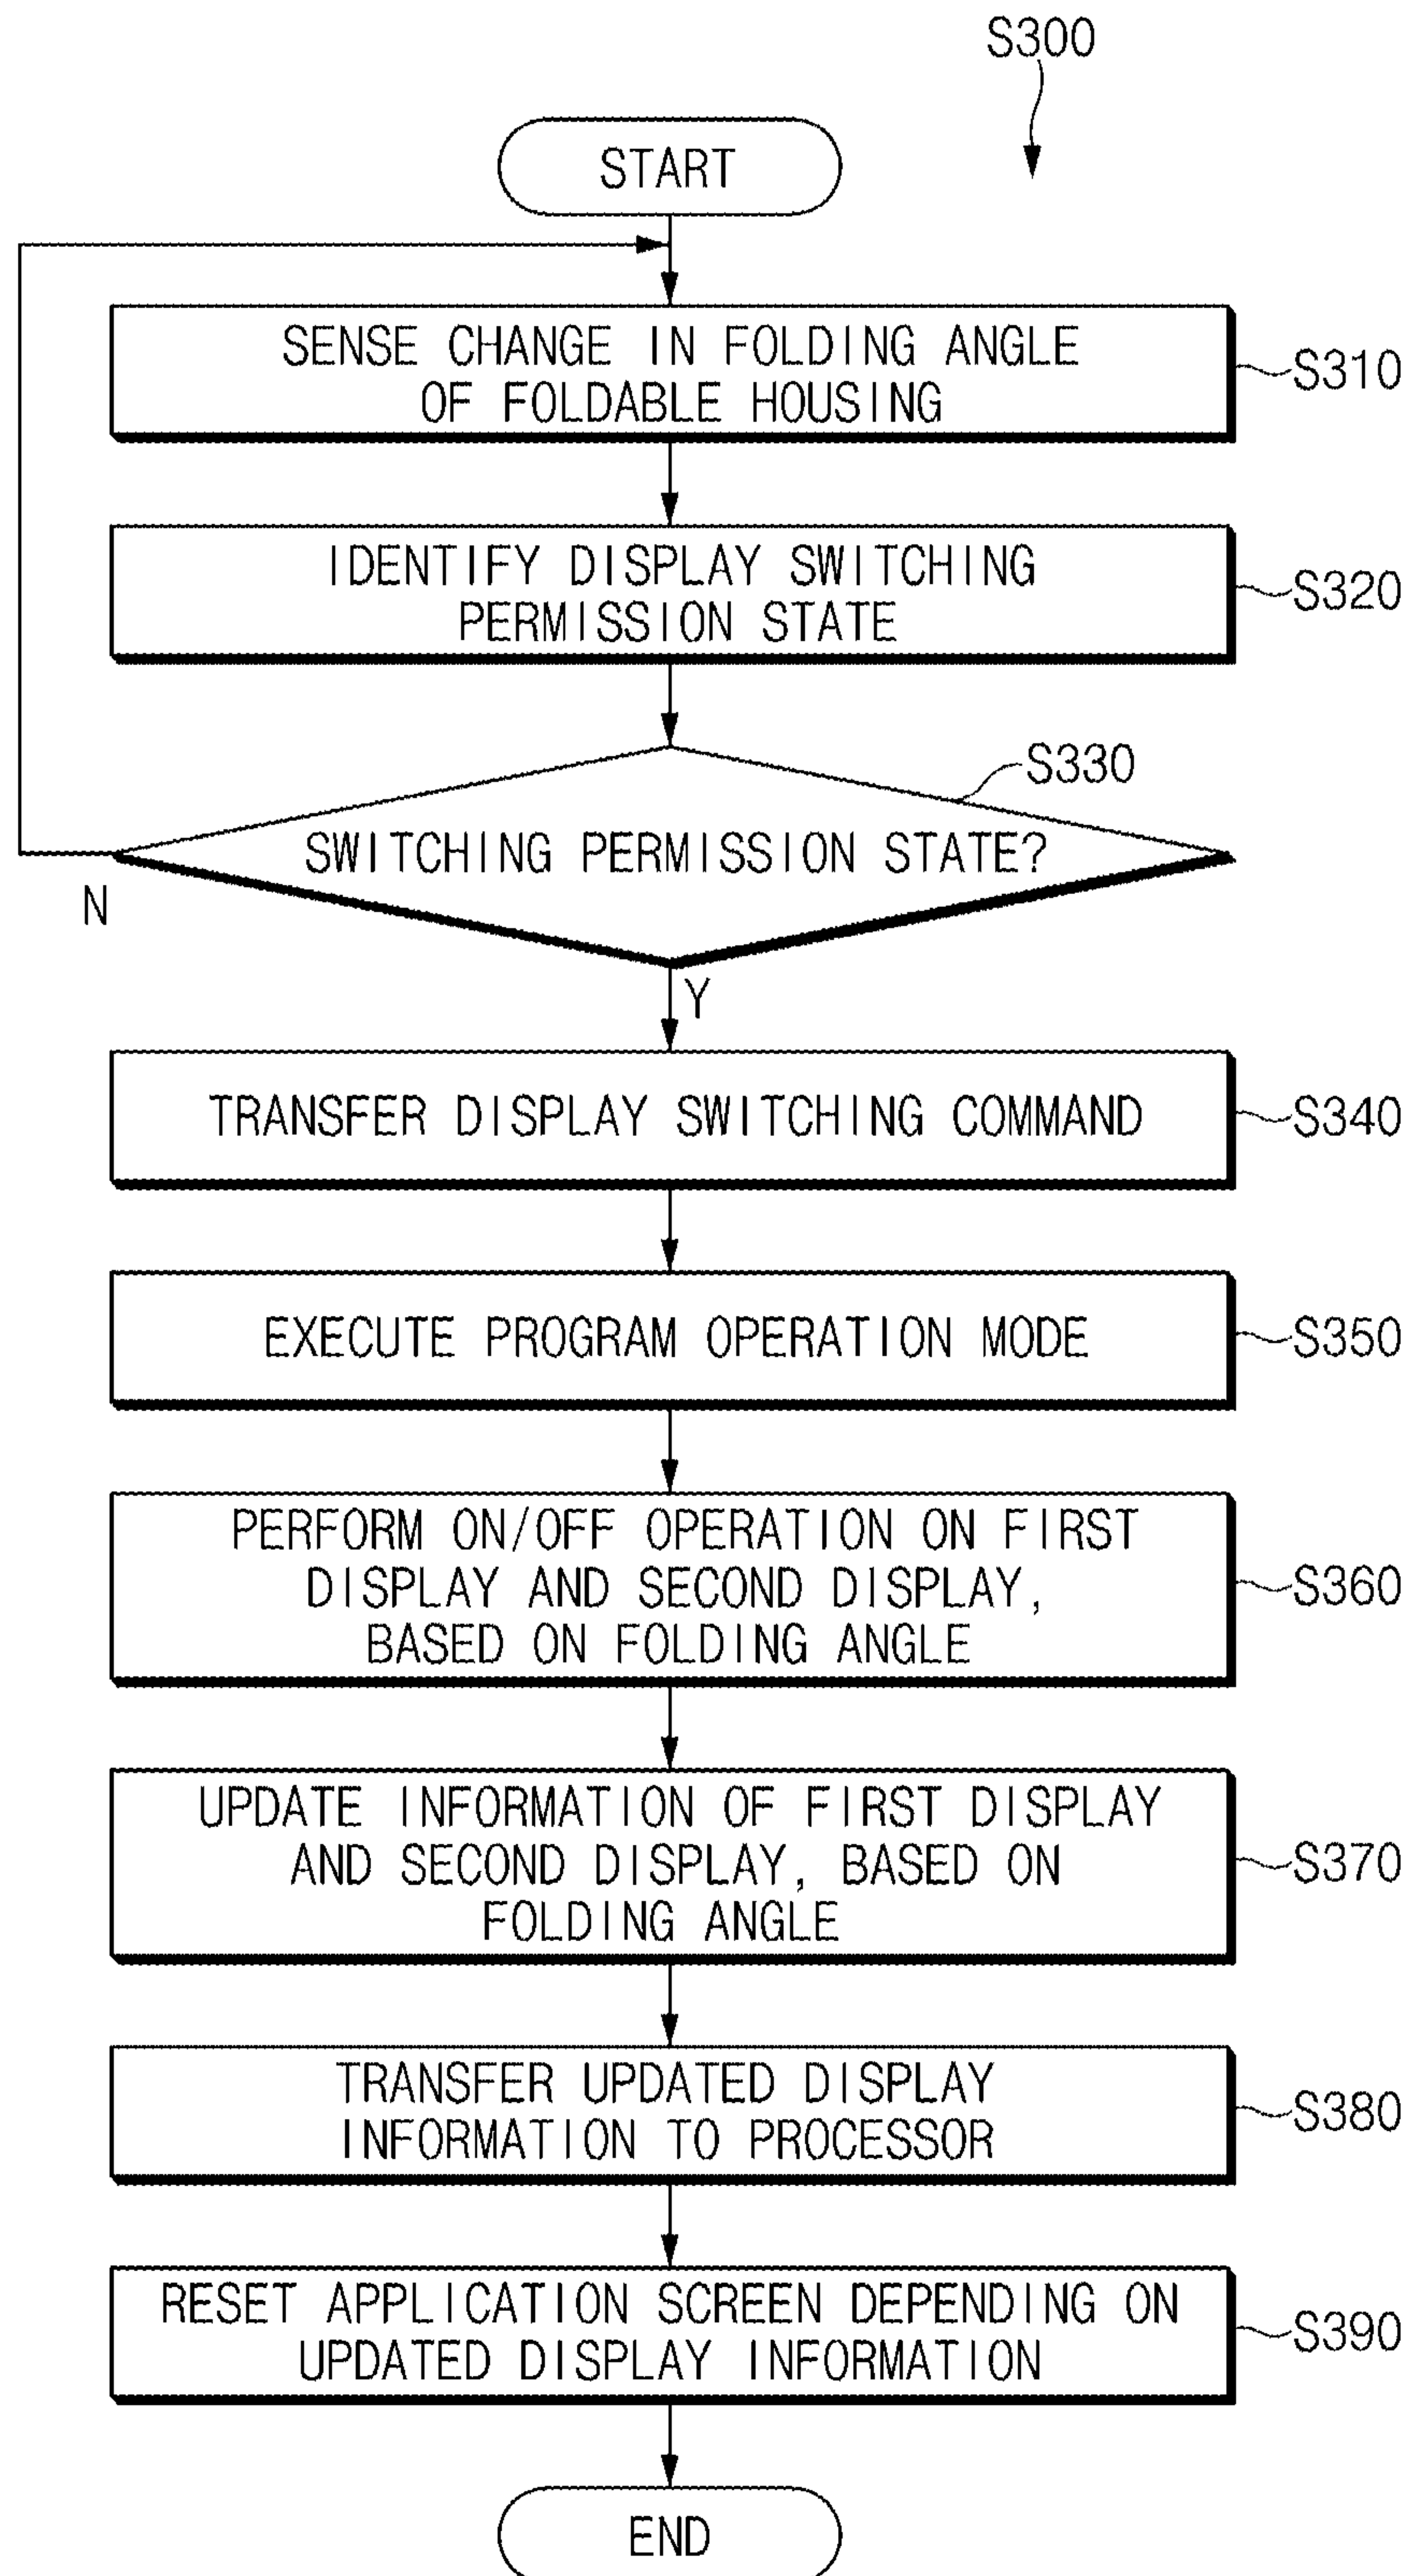 S300
START
SENSE CHANGE IN FOLDING ANGLE
OF FOLDABLE HOUSING
S310
IDENTIFY DISPLAY SWITCHING
PERMISSION STATE
S320
S330
SWITCHING PERMISSION STATE?
N
Y
TRANSFER DISPLAY SWITCHING COMMAND
S340
EXECUTE PROGRAM OPERATION MODE
S350
PERFORM ON/OFF OPERATION ON FIRST
DISPLAY AND SECOND DISPLAY,
BASED ON FOLDING ANGLE
S360
UPDATE INFORMATION OF FIRST DISPLAY
AND SECOND DISPLAY, BASED ON
FOLDING ANGLE
S370
TRANSFER UPDATED DISPLAY
INFORMATION TO PROCESSOR
S380
RESET APPLICATION SCREEN DEPENDING ON
UPDATED DISPLAY INFORMATION
S390
END